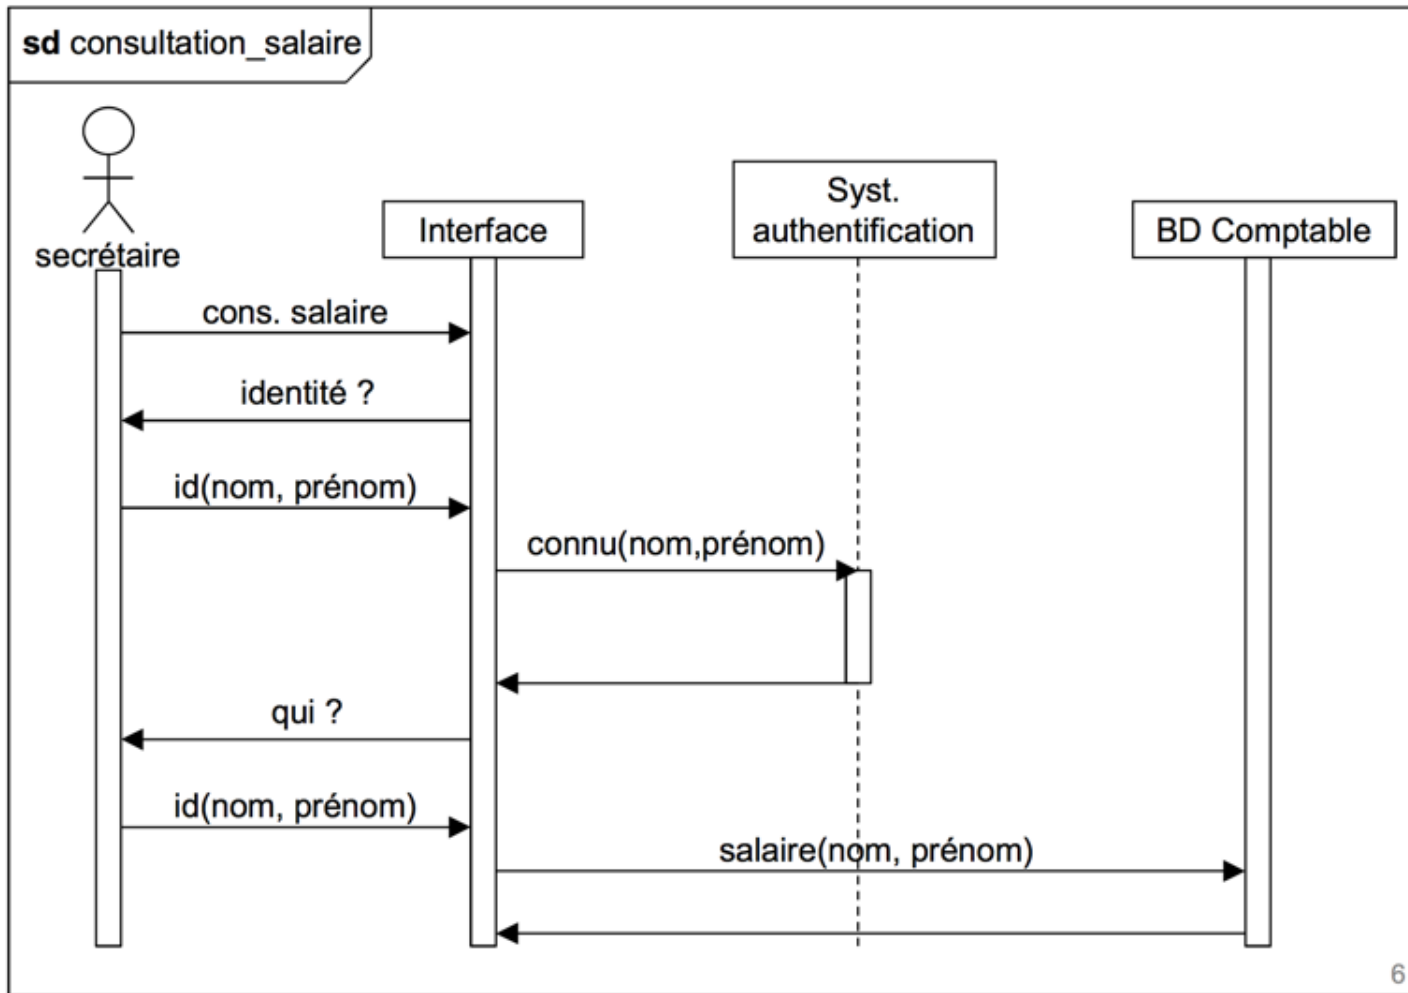 sd consultation_salaire
secrétaire
Interface
Syst.
authentification
BD Comptable
cons. salaire
identité ?
id(nom, prénom)
connu(nom,prénom)
qui ?
id(nom, prénom)
salaire(nom, prénom)
6